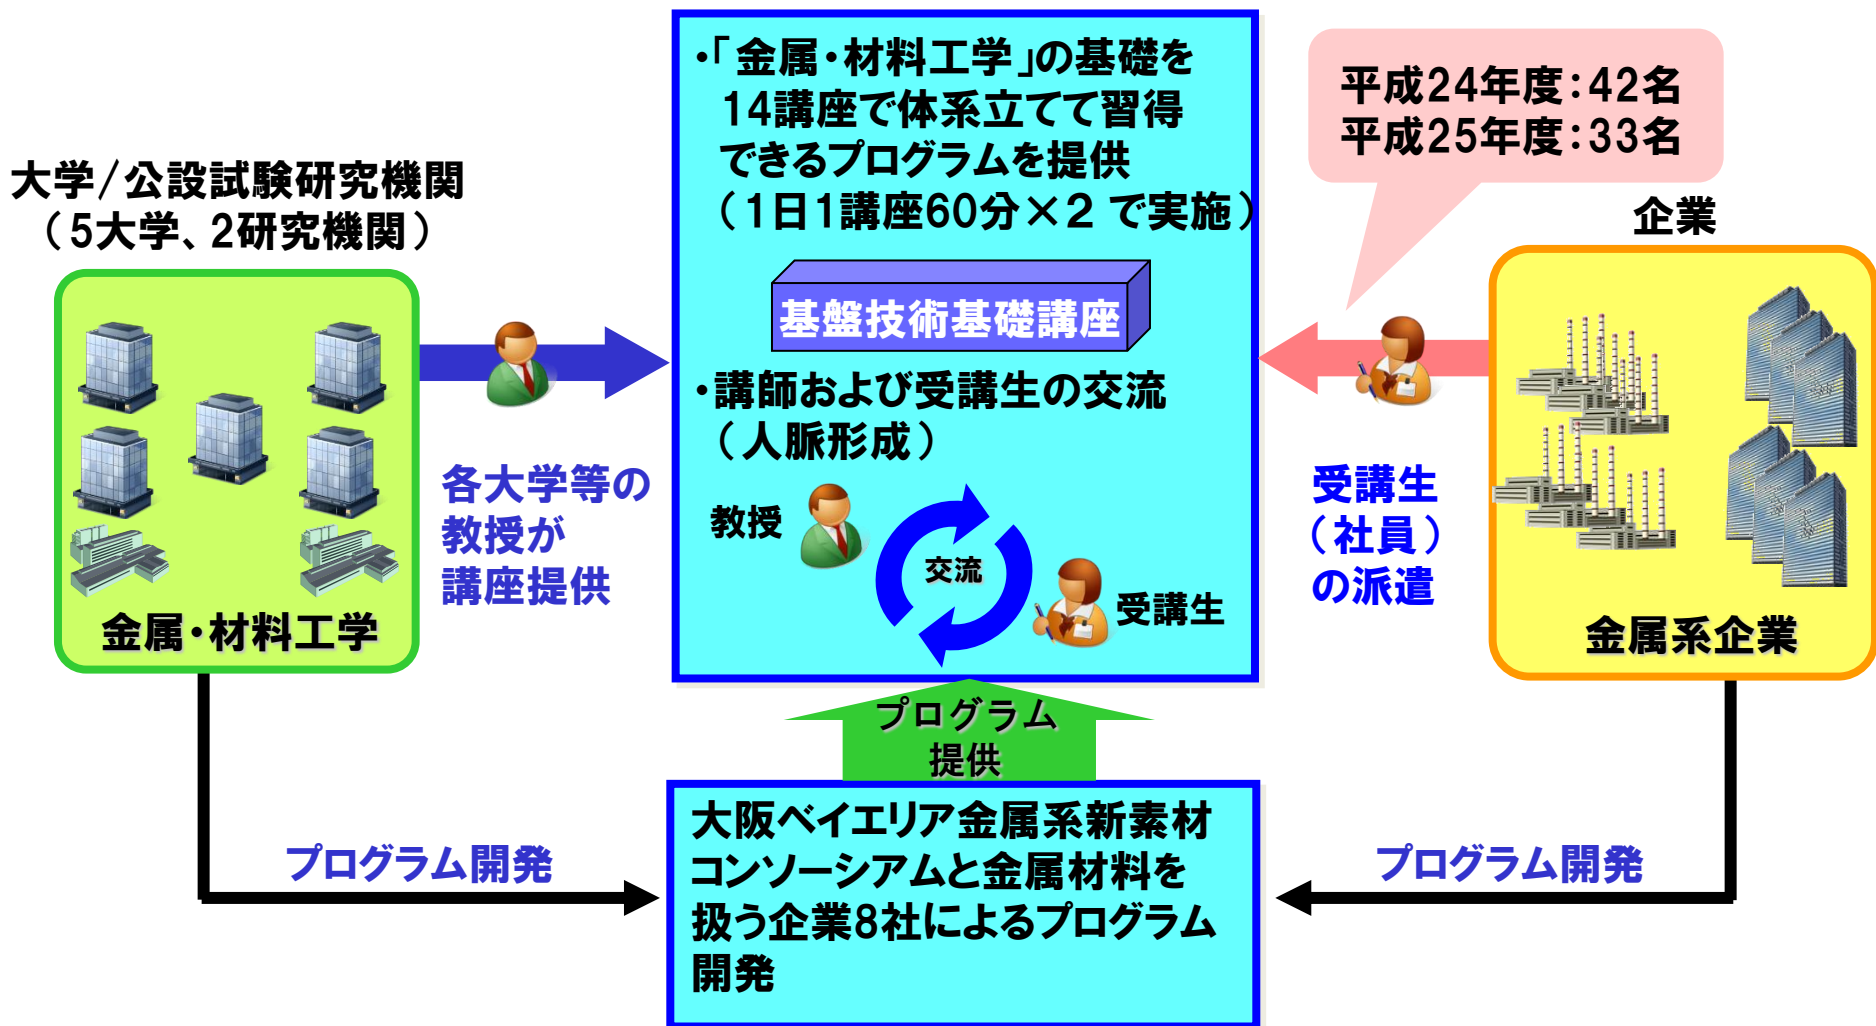 大学/公設試験研究機関
（5大学、2研究機関）
金属・材料工学
各大学等の
教授が
講座提供
・「金属・材料工学」の基礎を
14講座で体系立てて習得
できるプログラムを提供
（1日1講座60分×２ で実施）
基盤技術基礎講座
・講師および受講生の交流
（人脈形成）
教授
交流
受講生
平成24年度：42名
平成25年度：33名
企業
受講生
（社員）
の派遣
金属系企業
プログラム
提供
プログラム開発
大阪ベイエリア金属系新素材
コンソーシアムと金属材料を
扱う企業8社によるプログラム
開発
プログラム開発